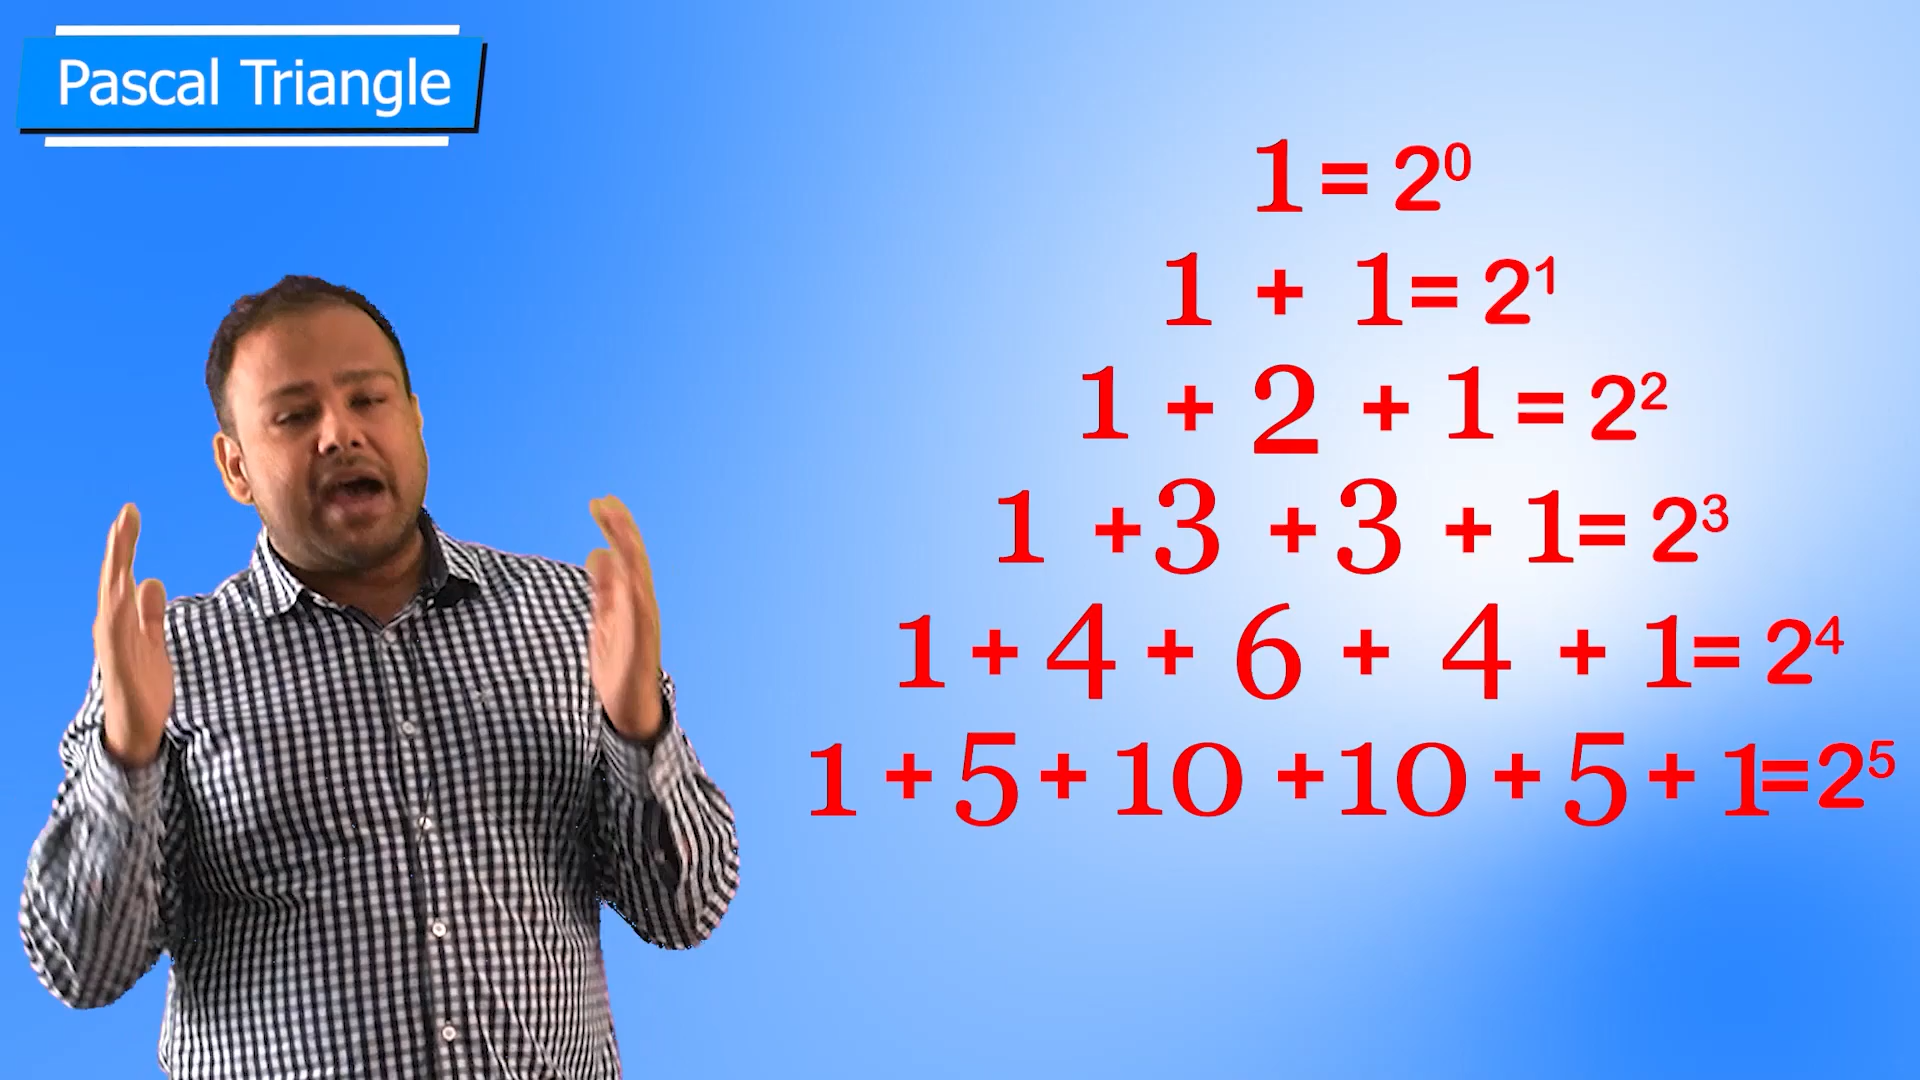 Pascal Triangle
1 = 2⁰
1 + 1 = 2¹
1 + 2 + 1 = 2²
1 + 3 + 3 + 1 = 2³
1 + 4 + 6 + 4 + 1 = 2⁴
1 + 5 + 10 + 10 + 5 + 1 = 2⁵